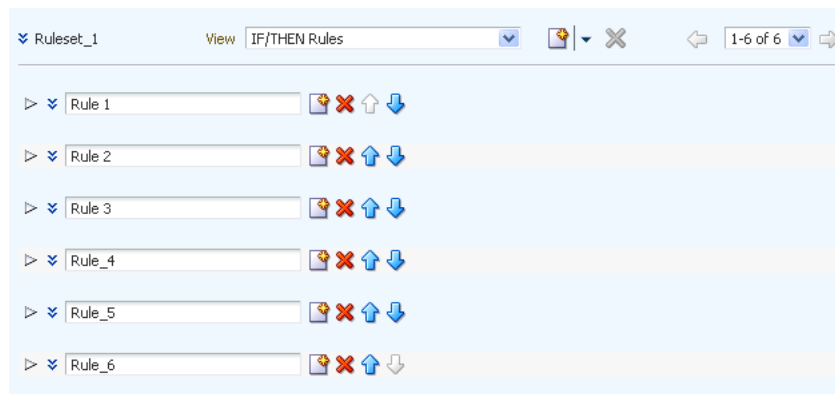 Ruleset_1 View IF/THEN Rules 1-6 of 6
Rule 1
Rule 2
Rule 3
Rule_4
Rule_5
Rule_6